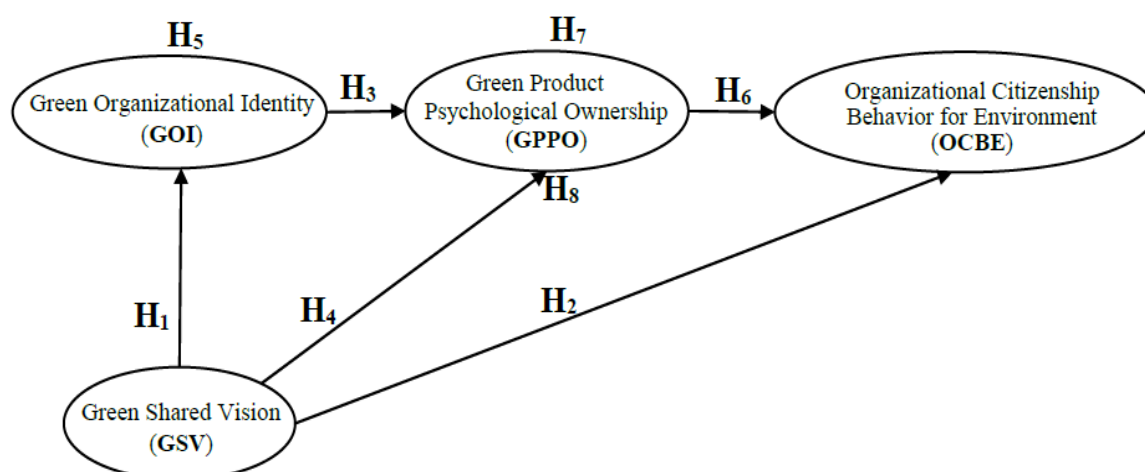 H5
H7
Green Organizational Identity
(GOI)
H3
Green Product
Psychological Ownership
(GPPO)
H6
Organizational Citizenship
Behavior for Environment
(OCBE)
H8
H1
H4
H2
Green Shared Vision
(GSV)